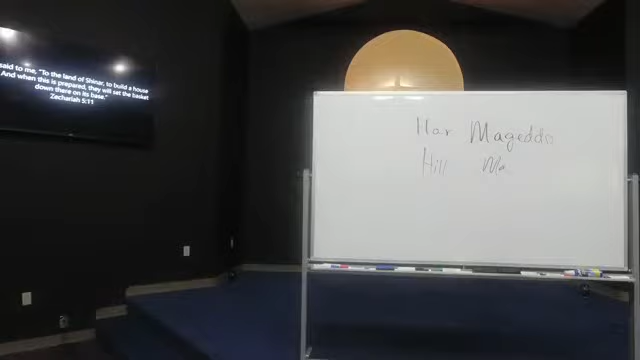 said to me, "To the land of Shinar, to build a house
And when this is prepared, they will set the basket
down there on its base."
Zechariah 5:11
Har Mageddo
Hill Ma